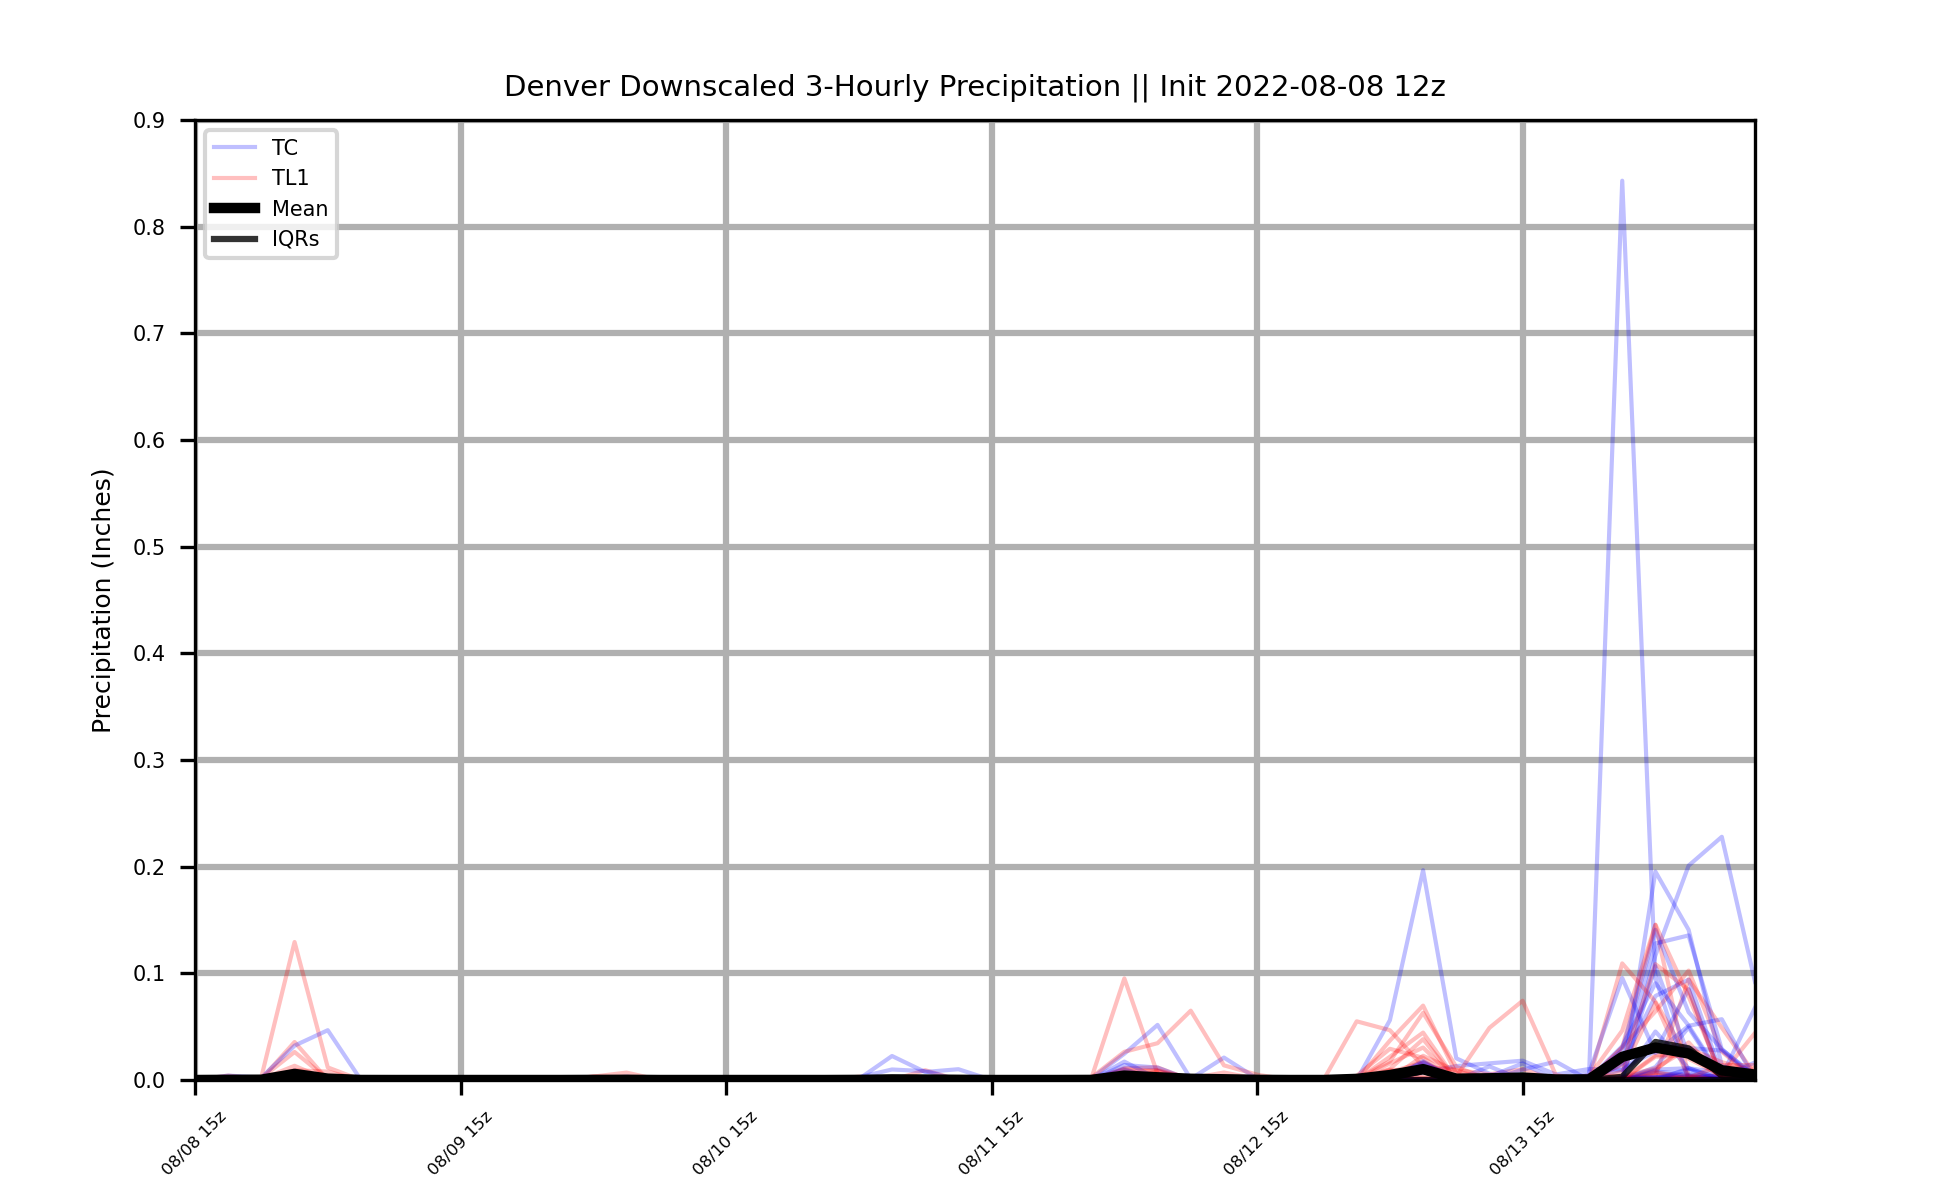 Denver Downscaled 3-Hourly Precipitation || Init 2022-08-08 12z
TC
TL1
Mean
IQRs
Precipitation (Inches)
0.9
0.8
0.7
0.6
0.5
0.4
0.3
0.2
0.1
0.0
08/08 15z
08/09 15z
08/10 15z
08/11 15z
08/12 15z
08/13 15z